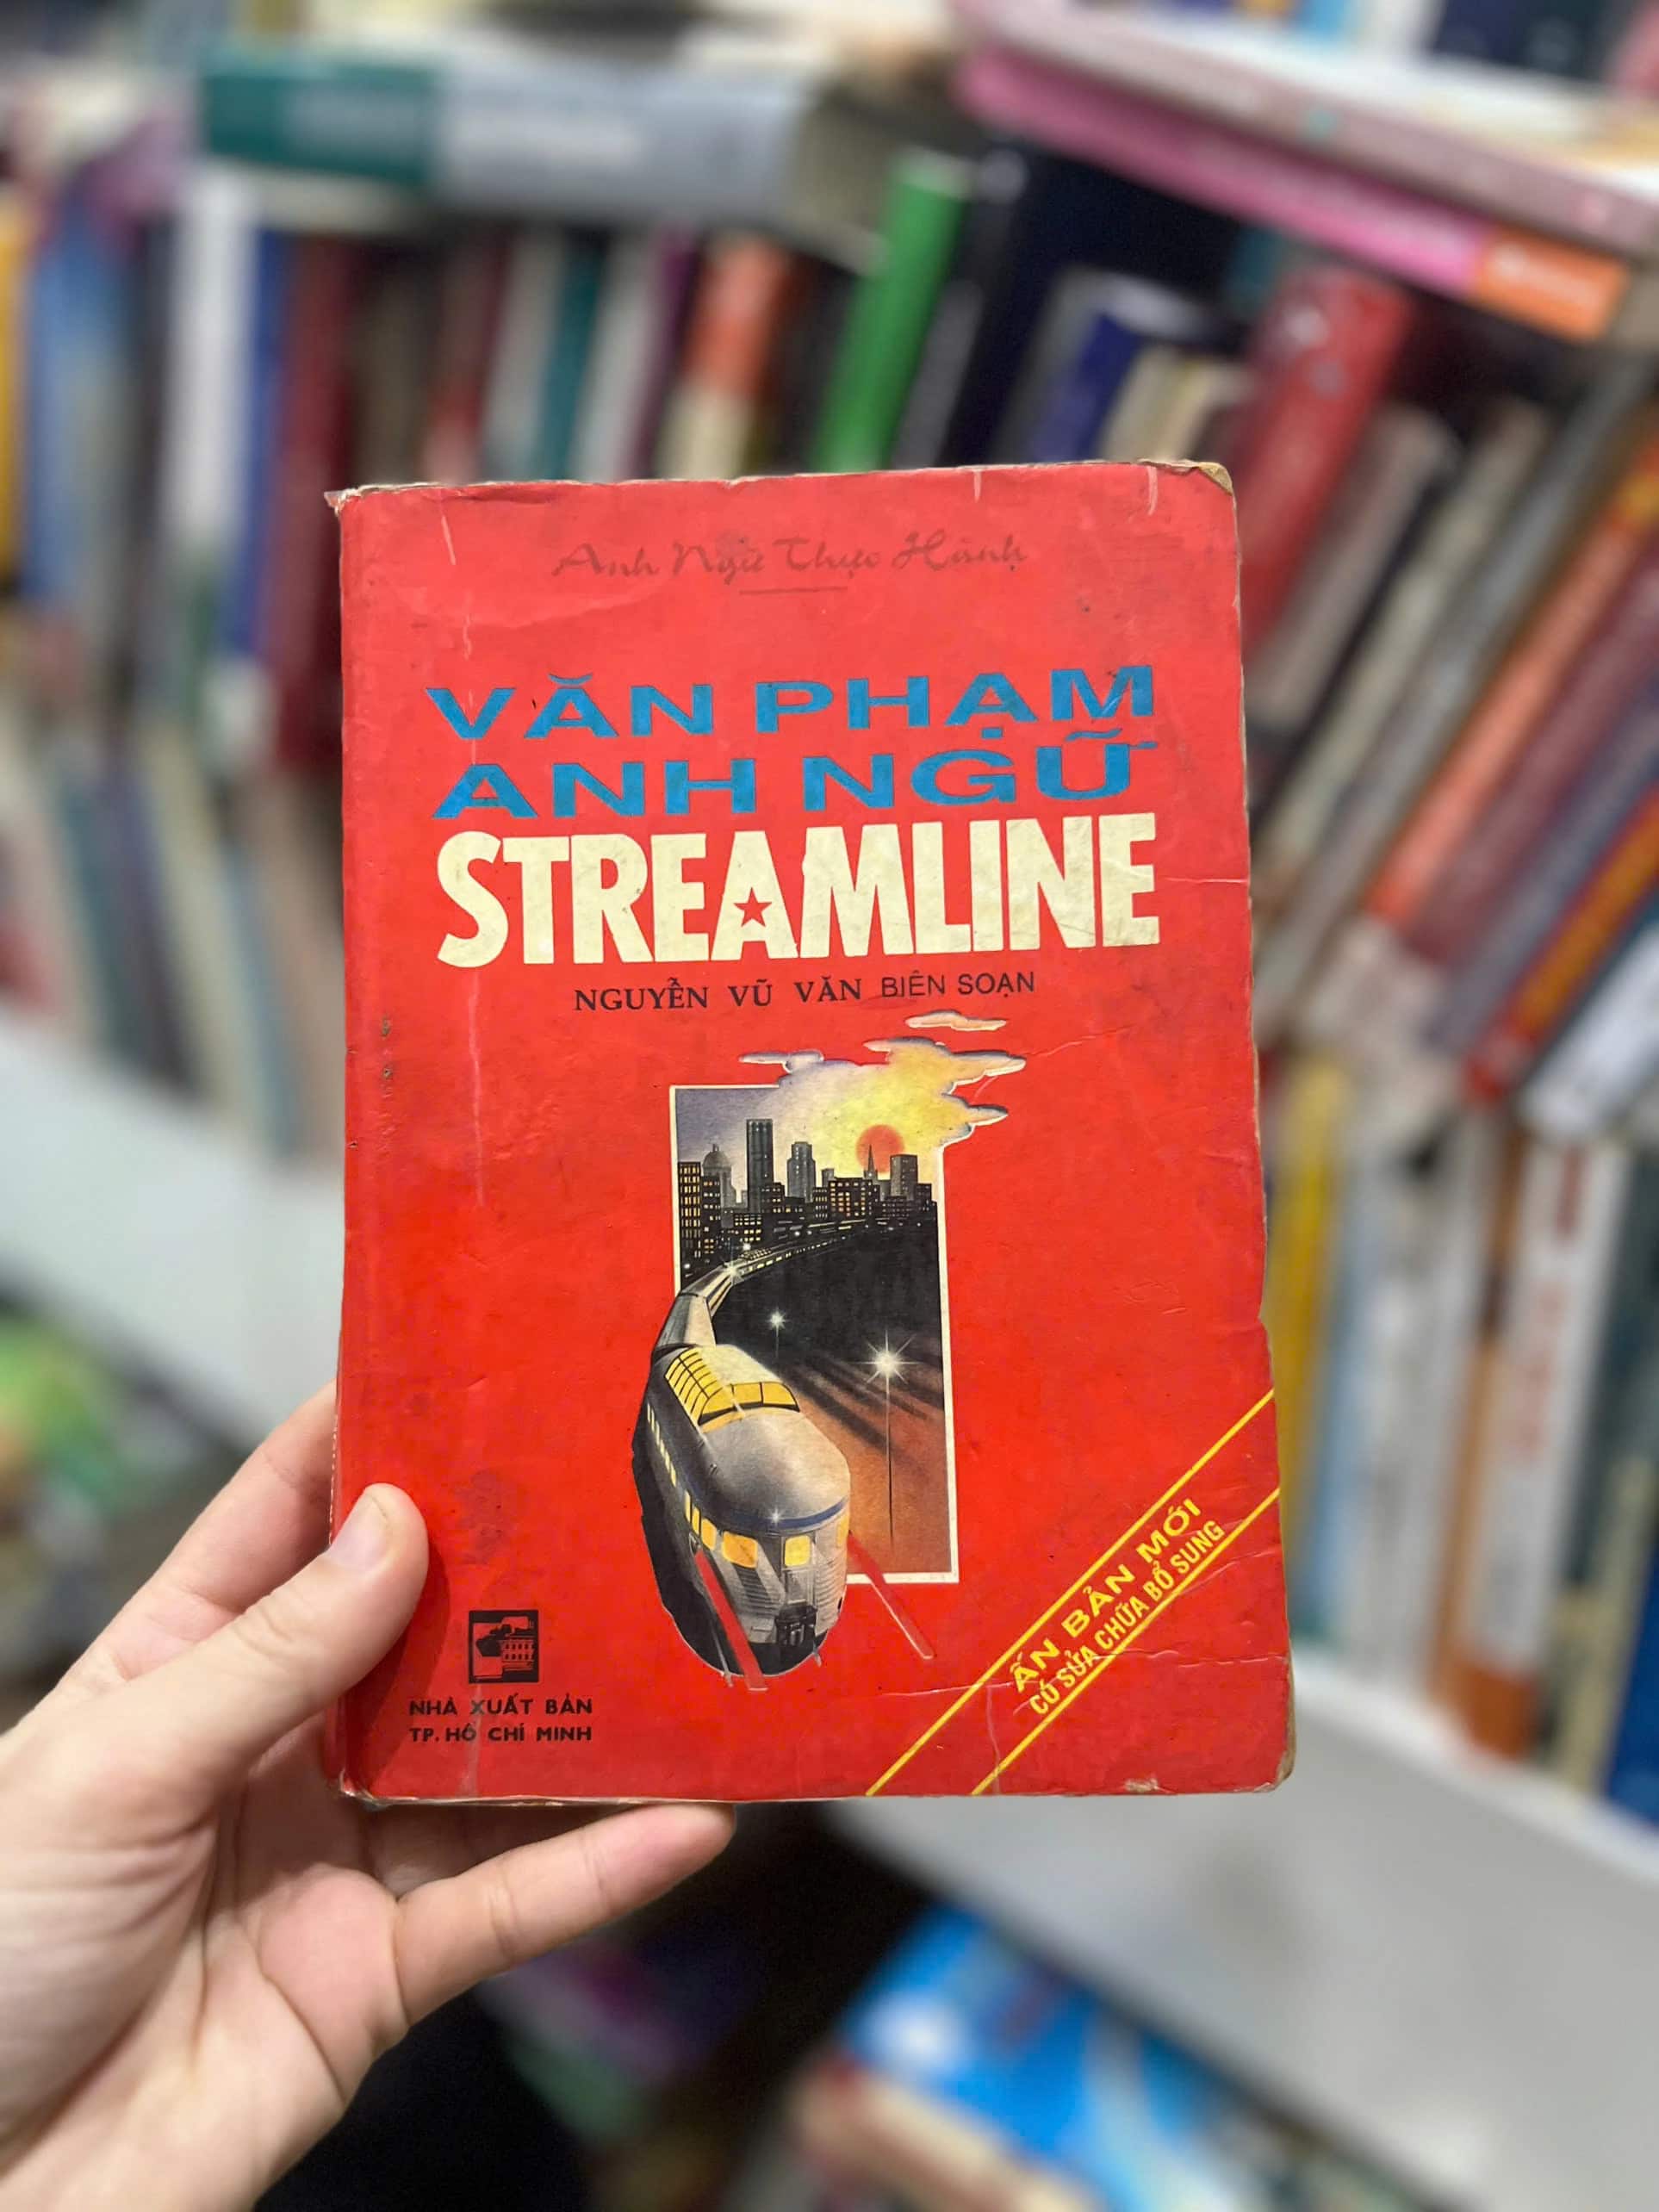 Anh Ngữ Thực Hành
VĂN PHẠM
ANH NGỮ
STREAMLINE
NGUYỄN VŨ VĂN BIÊN SOẠN
ẤN BẢN MỚI
CÓ SỬA CHỮA BỔ SUNG
NHÀ XUẤT BẢN
TP. HỒ CHÍ MINH